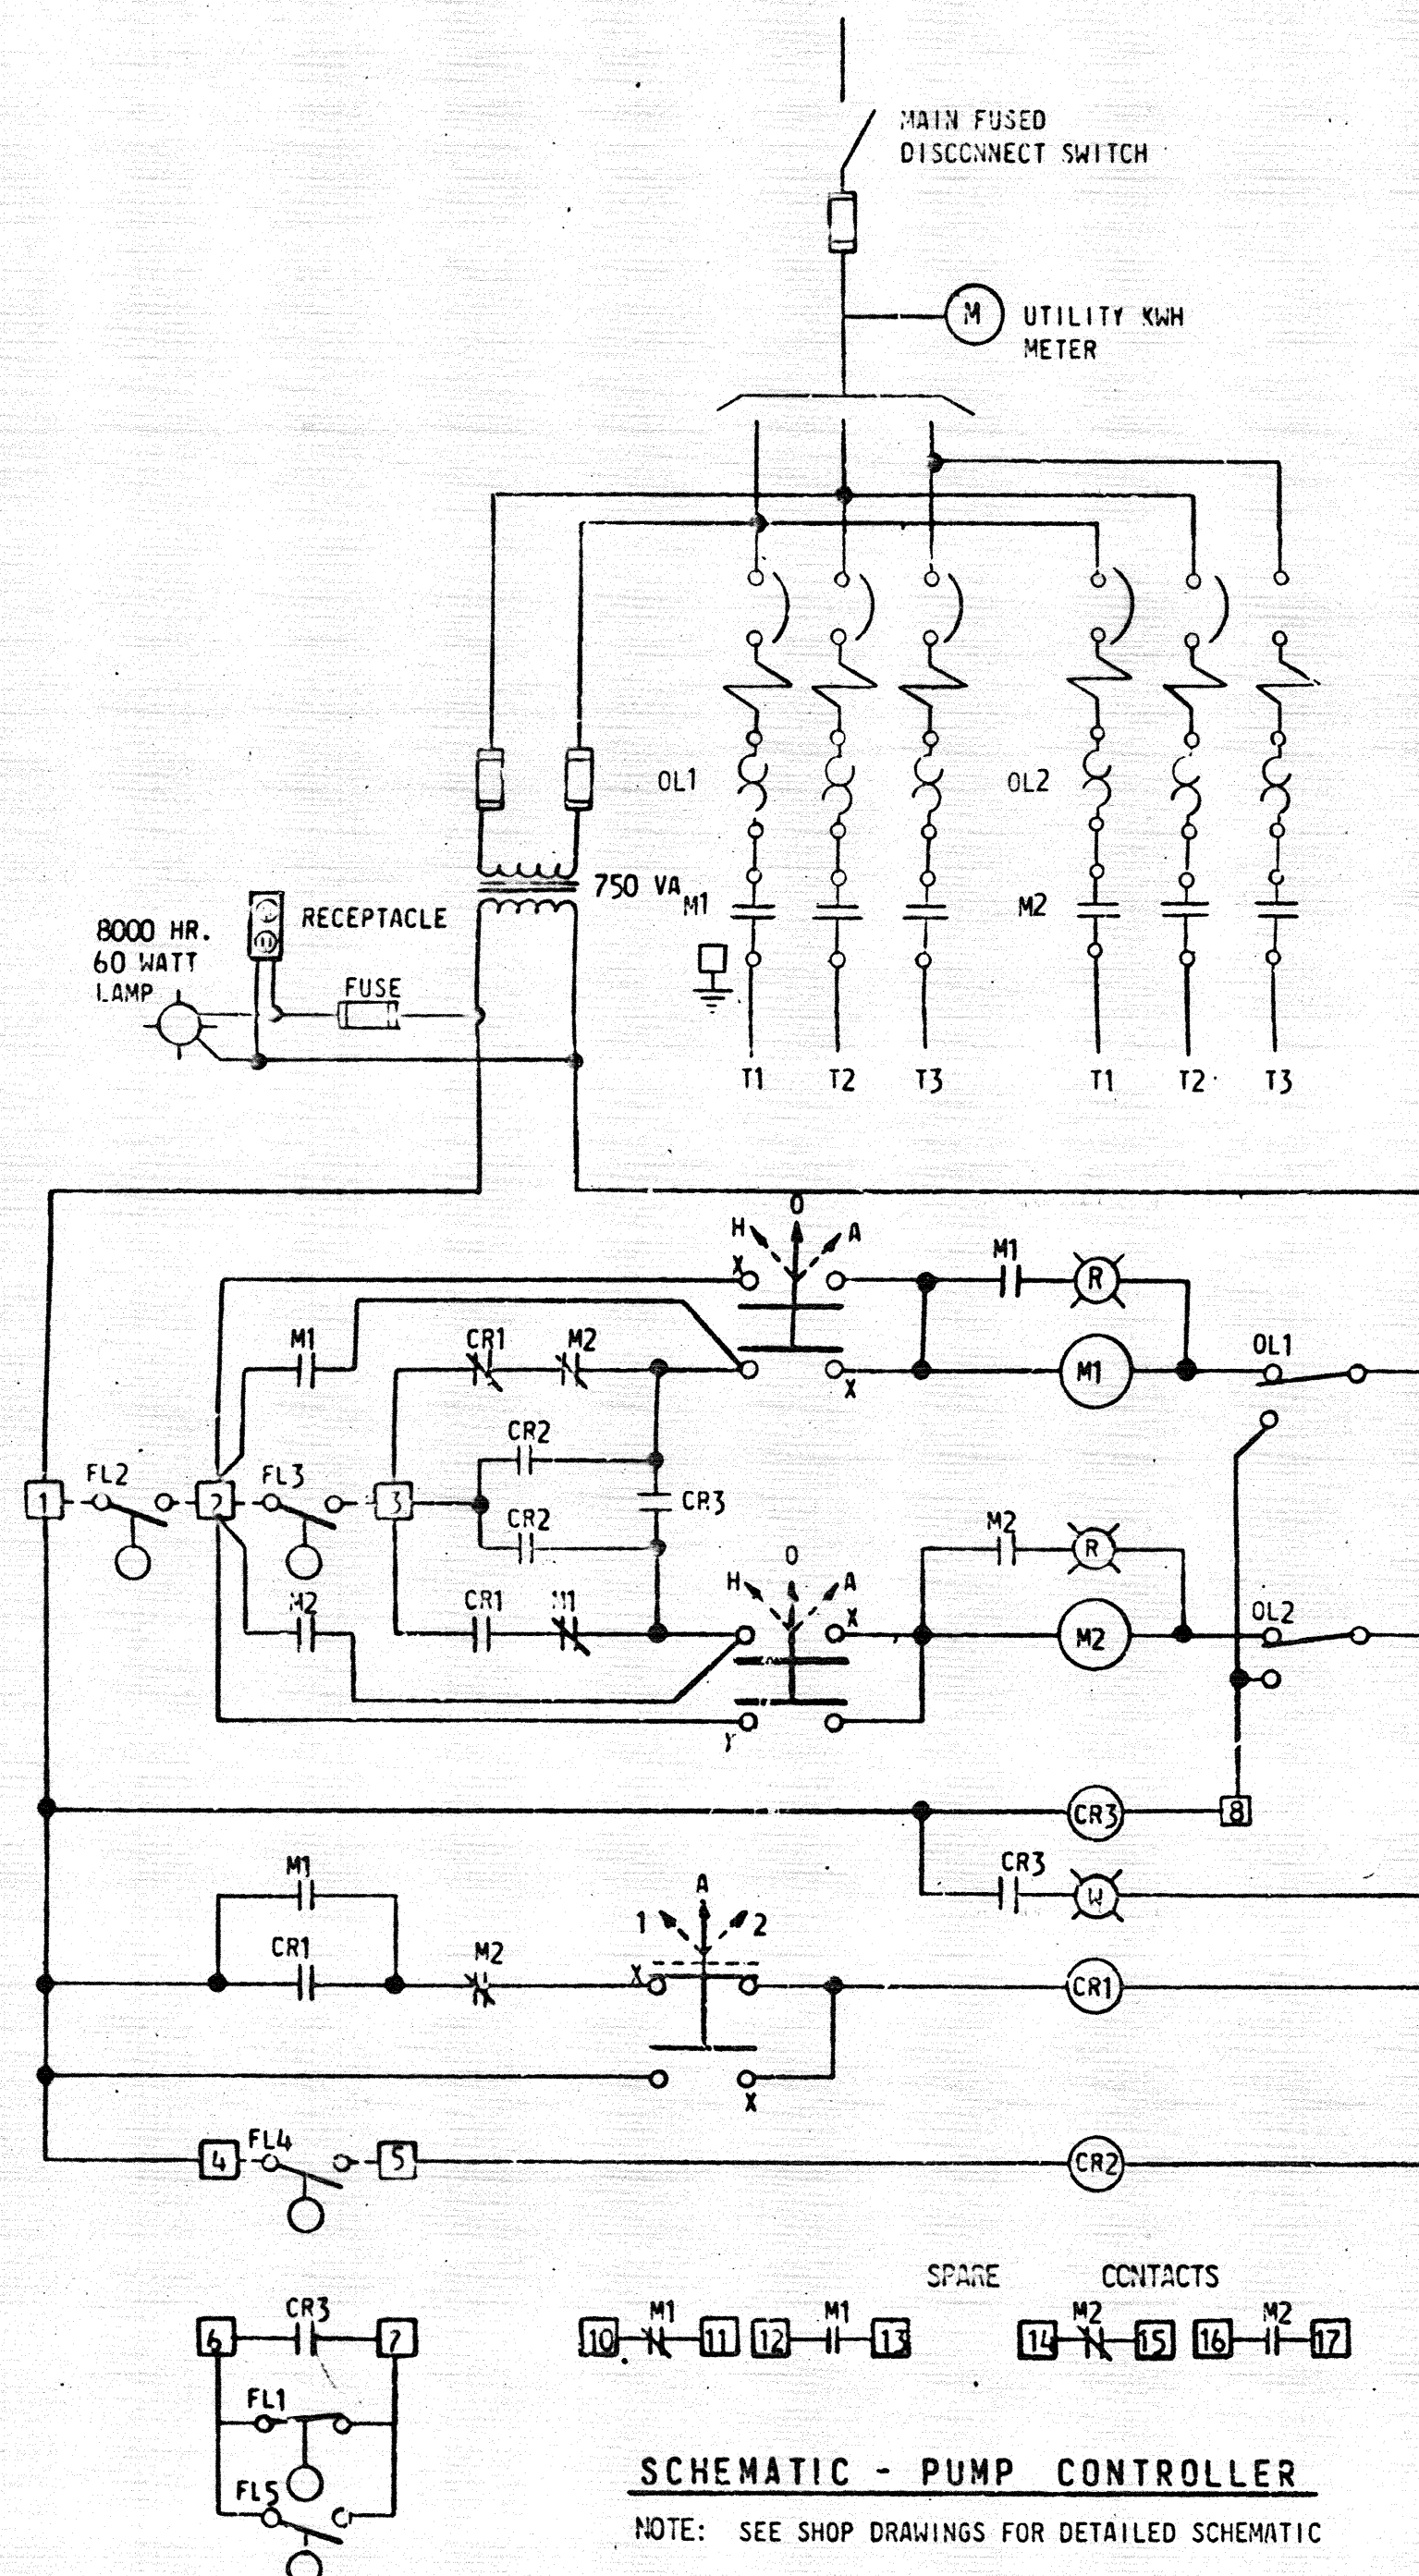 MAIN FUSED
DISCONNECT SWITCH
M UTILITY KWH
METER
OL1
OL2
750 VA
M1
M2
RECEPTACLE
8000 HR.
60 WATT
LAMP
FUSE
T1 T2 T3 T1 T2 T3
O
H A
X
M1 R
M1 CR1 M2
M1 OL1
X
CR2
FL2 FL3
1 2 3
CR3
CR2
M2 R
O
H A
M2 CR1 M1
X
M2 OL2
CR3 8
M1
CR3 W
A
1 2
CR1 M2
X
CR1
X
FL4
4 5
CR2
SPARE CONTACTS
CR3
6 7
M1 M1 M2 M2
10 11 12 13 14 15 16 17
FL1
FL5
SCHEMATIC - PUMP CONTROLLER
NOTE: SEE SHOP DRAWINGS FOR DETAILED SCHEMATIC